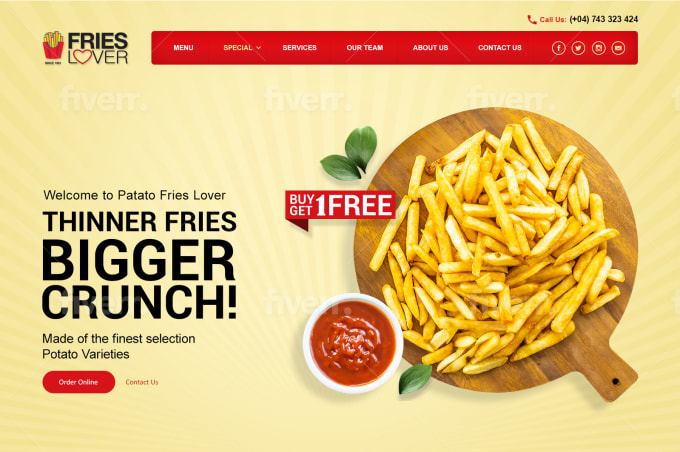 Call Us: (+04) 743 323 424
FRIES
LOVER
SINCE 1983
MENU
SPECIAL
SERVICES
OUR TEAM
ABOUT US
CONTACT US
fiverr.
fiverr.
fiverr.
Welcome to Patato Fries Lover
THINNER FRIES
BIGGER
CRUNCH!
BUY
GET 1 FREE
Made of the finest selection
Potato Varieties
Order Online
Contact Us
fiverr.
fiverr.
fiverr.